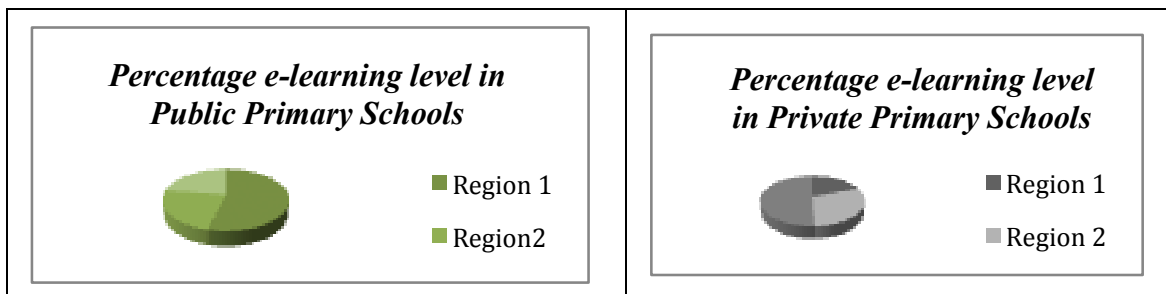 Percentage e-learning level in
Public Primary Schools
Region 1
Region2
Percentage e-learning level
in Private Primary Schools
Region 1
Region 2